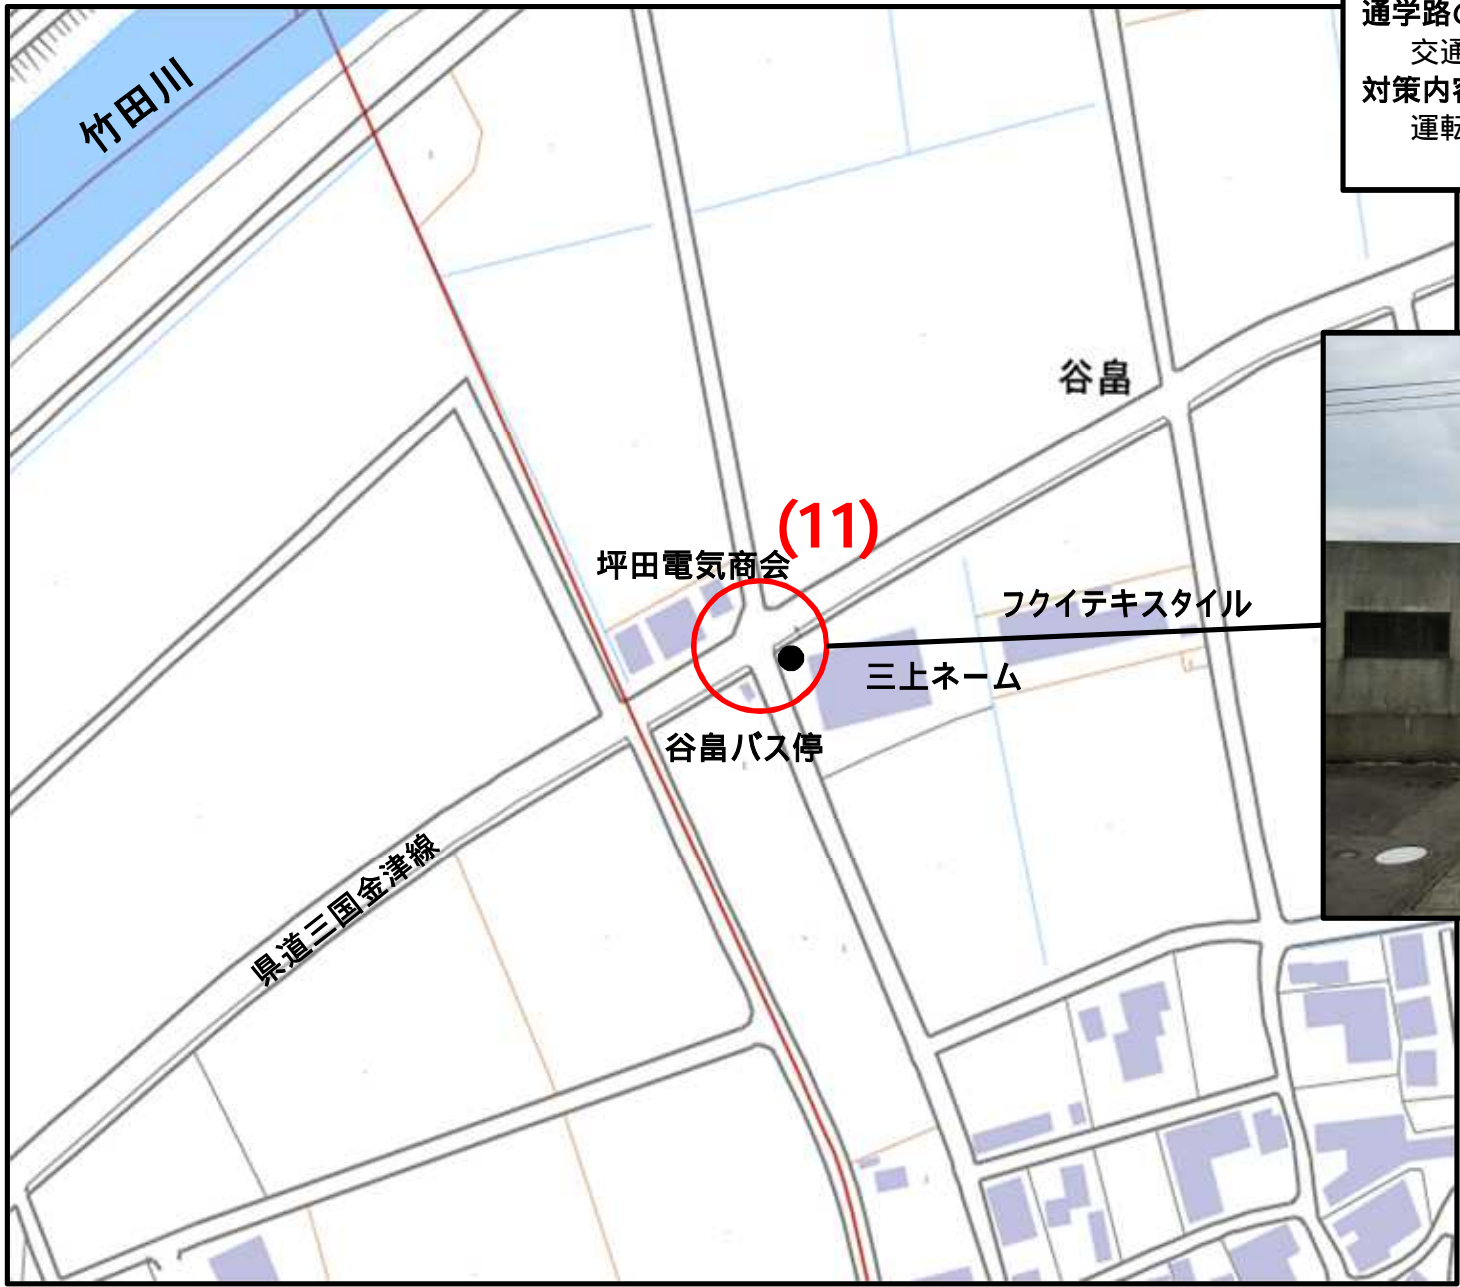 通学路
交通
対策内容
運転
竹田川
谷畠
(11)
坪田電気商会
フクイテキスタイル
三上ネーム
谷畠バス停
県道三国金津線